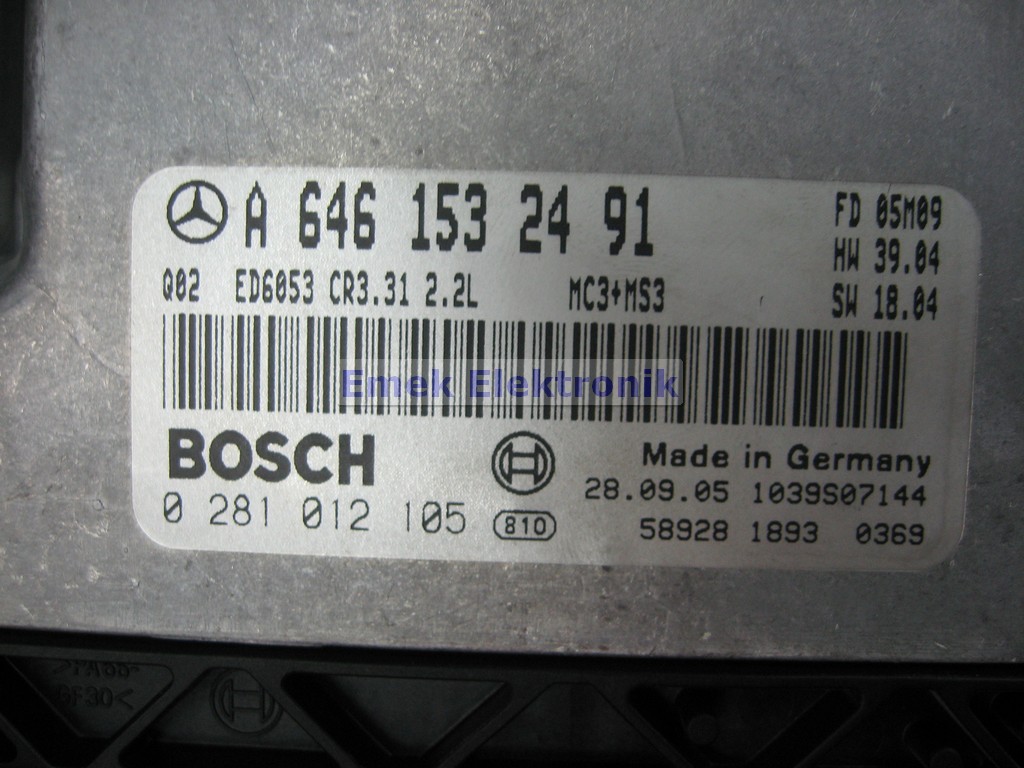 A 646 153 24 91
FD 05M09
HW 39.04
SW 18.04
Q02 ED6053 CR3.31 2.2L MC3+MS3
Emek Elektronik
BOSCH
Made in Germany
0 281 012 105
810
28.09.05 1039S07144
58928 1893 0369
GF30<